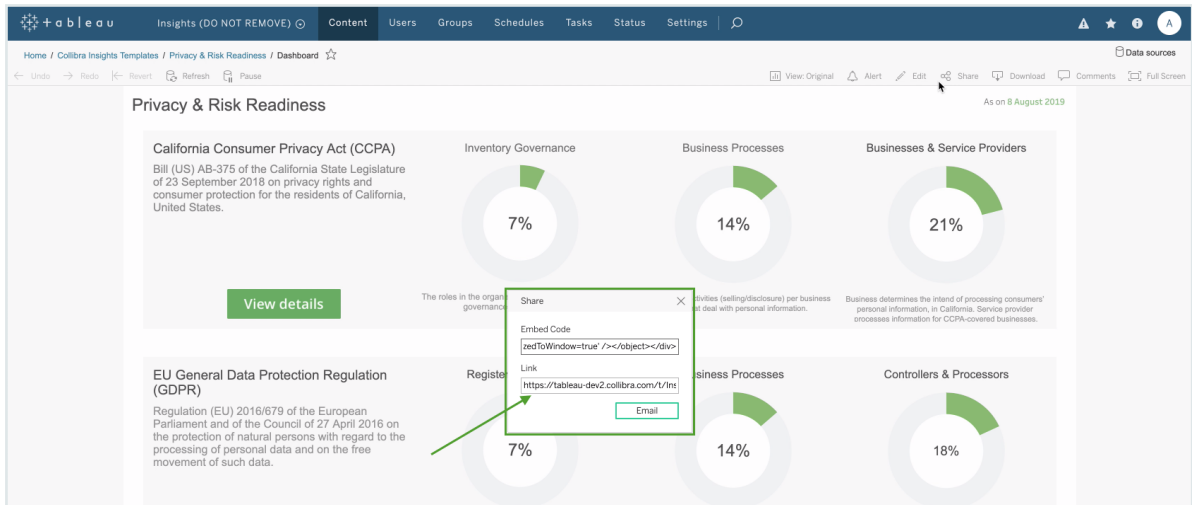 + a b | e a u
Insights (DO NOT REMOVE)
Content
Users
Groups
Schedules
Tasks
Status
Settings
A
Home / Collibra Insights Templates / Privacy & Risk Readiness / Dashboard
Data sources
Undo
Redo
Revert
Refresh
Pause
View: Original
Alert
Edit
Share
Download
Comments
Full Screen
Privacy & Risk Readiness
As on 8 August 2019
California Consumer Privacy Act (CCPA)
Bill (US) AB-375 of the California State Legislature
of 23 September 2018 on privacy rights and
consumer protection for the residents of California,
United States.
View details
Inventory Governance
7%
The roles in the organ
governance
Business Processes
14%
tivities (selling/disclosure) per business
at deal with personal information.
Businesses & Service Providers
21%
Business determines the intend of processing consumers'
personal information, in California. Service provider
processes information for CCPA-covered businesses.
Share
Embed Code
zedToWindow=true' /></object></div>
Link
https://tableau-dev2.collibra.com/t/Ins
Email
EU General Data Protection Regulation
(GDPR)
Regulation (EU) 2016/679 of the European
Parliament and of the Council of 27 April 2016 on
the protection of natural persons with regard to the
processing of personal data and on the free
movement of such data.
Registe
7%
siness Processes
14%
Controllers & Processors
18%